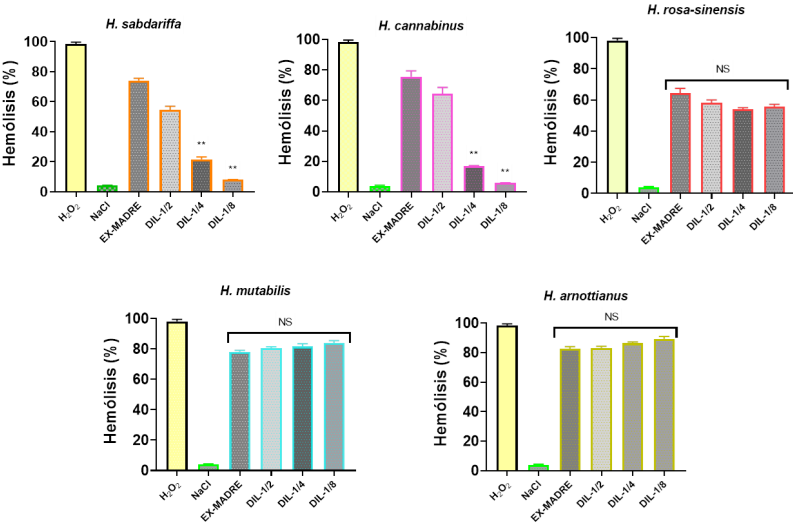 H. sabdariffa
Hemólisis (%)
100
80
60
40
20
0
**
**
H₂O₂
NaCl
EX-MADRE
DIL-1/2
DIL-1/4
DIL-1/8
H. cannabinus
Hemólisis (%)
100
80
60
40
20
0
**
**
H₂O₂
NaCl
EX-MADRE
DIL-1/2
DIL-1/4
DIL-1/8
H. rosa-sinensis
Hemólisis (%)
100
80
60
40
20
0
NS
H₂O₂
NaCl
EX-MADRE
DIL-1/2
DIL-1/4
DIL-1/8
H. mutabilis
Hemólisis (%)
100
80
60
40
20
0
NS
H₂O₂
NaCl
EX-MADRE
DIL-1/2
DIL-1/4
DIL-1/8
H. arnottianus
Hemólisis (%)
100
80
60
40
20
0
NS
H₂O₂
NaCl
EX-MADRE
DIL-1/2
DIL-1/4
DIL-1/8